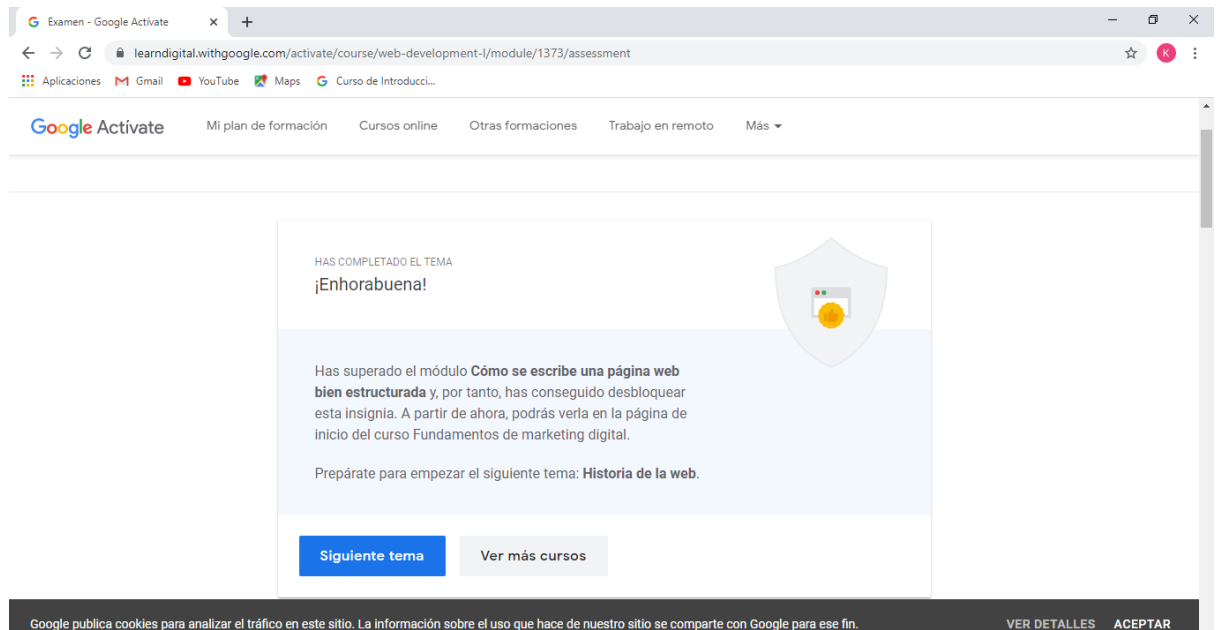 Examen - Google Actívate
learndigital.withgoogle.com/activate/course/web-development-I/module/1373/assessment
K
Aplicaciones Gmail YouTube Maps Curso de Introducci...
Google Actívate Mi plan de formación Cursos online Otras formaciones Trabajo en remoto Más
HAS COMPLETADO EL TEMA
¡Enhorabuena!
Has superado el módulo Cómo se escribe una página web
bien estructurada y, por tanto, has conseguido desbloquear
esta insignia. A partir de ahora, podrás verla en la página de
inicio del curso Fundamentos de marketing digital.
Prepárate para empezar el siguiente tema: Historia de la web.
Siguiente tema Ver más cursos
Google publica cookies para analizar el tráfico en este sitio. La información sobre el uso que hace de nuestro sitio se comparte con Google para ese fin. VER DETALLES ACEPTAR